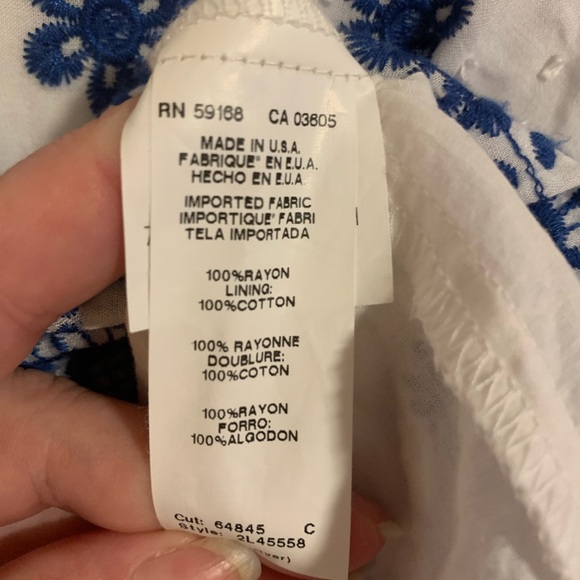 RN 59168 CA 03605
MADE IN U.S.A.
FABRIQUE" EN E.U.A.
HECHO EN E.U.A.
IMPORTED FABRIC
IMPORTIQUE' FABRI
TELA IMPORTADA
100%RAYON
LINING:
100%COTTON
100% RAYONNE
DOUBLURE:
100%COTON
100%RAYON
FORRO:
100%ALGODON
Cut: 64845 C
Style: 2L45558